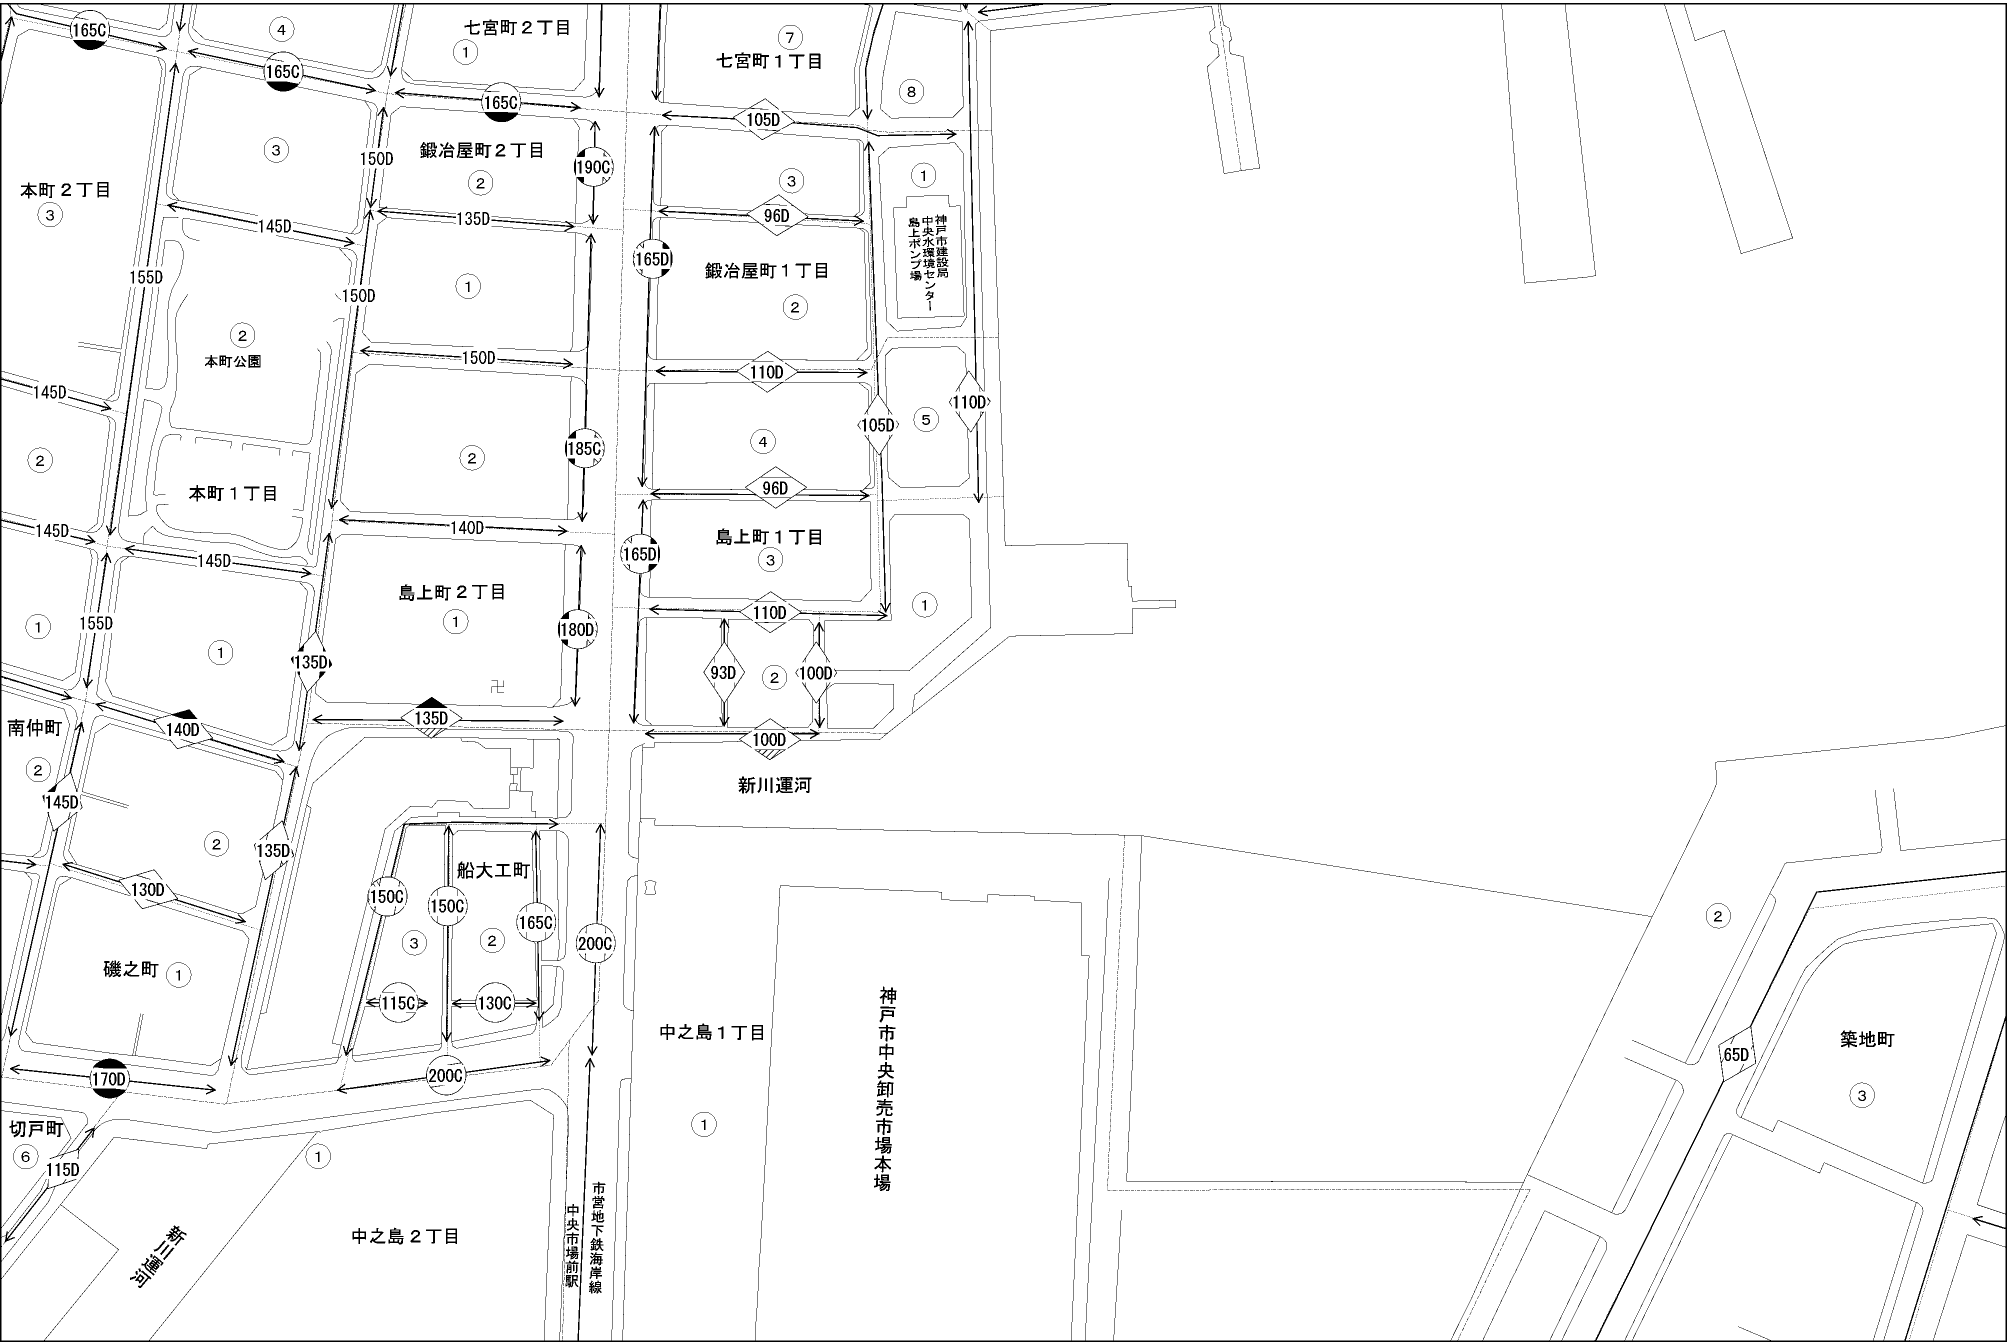 165C
4
七宮町２丁目
1
7
七宮町１丁目
8
165C
165C
105D
150D
3
鍛冶屋町２丁目
2
190C
3
1
本町２丁目
3
145D
135D
96D
神戸市建設局
中央水環境センター
島上ポンプ場
155D
150D
1
165D
鍛冶屋町１丁目
2
2
本町公園
150D
110D
145D
110D
105D
5
2
2
185C
4
本町１丁目
96D
145D
145D
140D
島上町１丁目
3
165D
島上町２丁目
1
1
155D
1
1
180D
110D
135D
93D
2
100D
卍
南仲町
2
140D
135D
100D
新川運河
145D
2
135D
130D
船大工町
150C
150C
165C
200C
3
2
2
磯之町
1
115C
130C
中之島１丁目
1
神戸市中央卸売市場本場
65D
築地町
3
170D
200C
切戸町
6
115D
1
新川運河
中之島２丁目
市営地下鉄海岸線
中央市場前駅